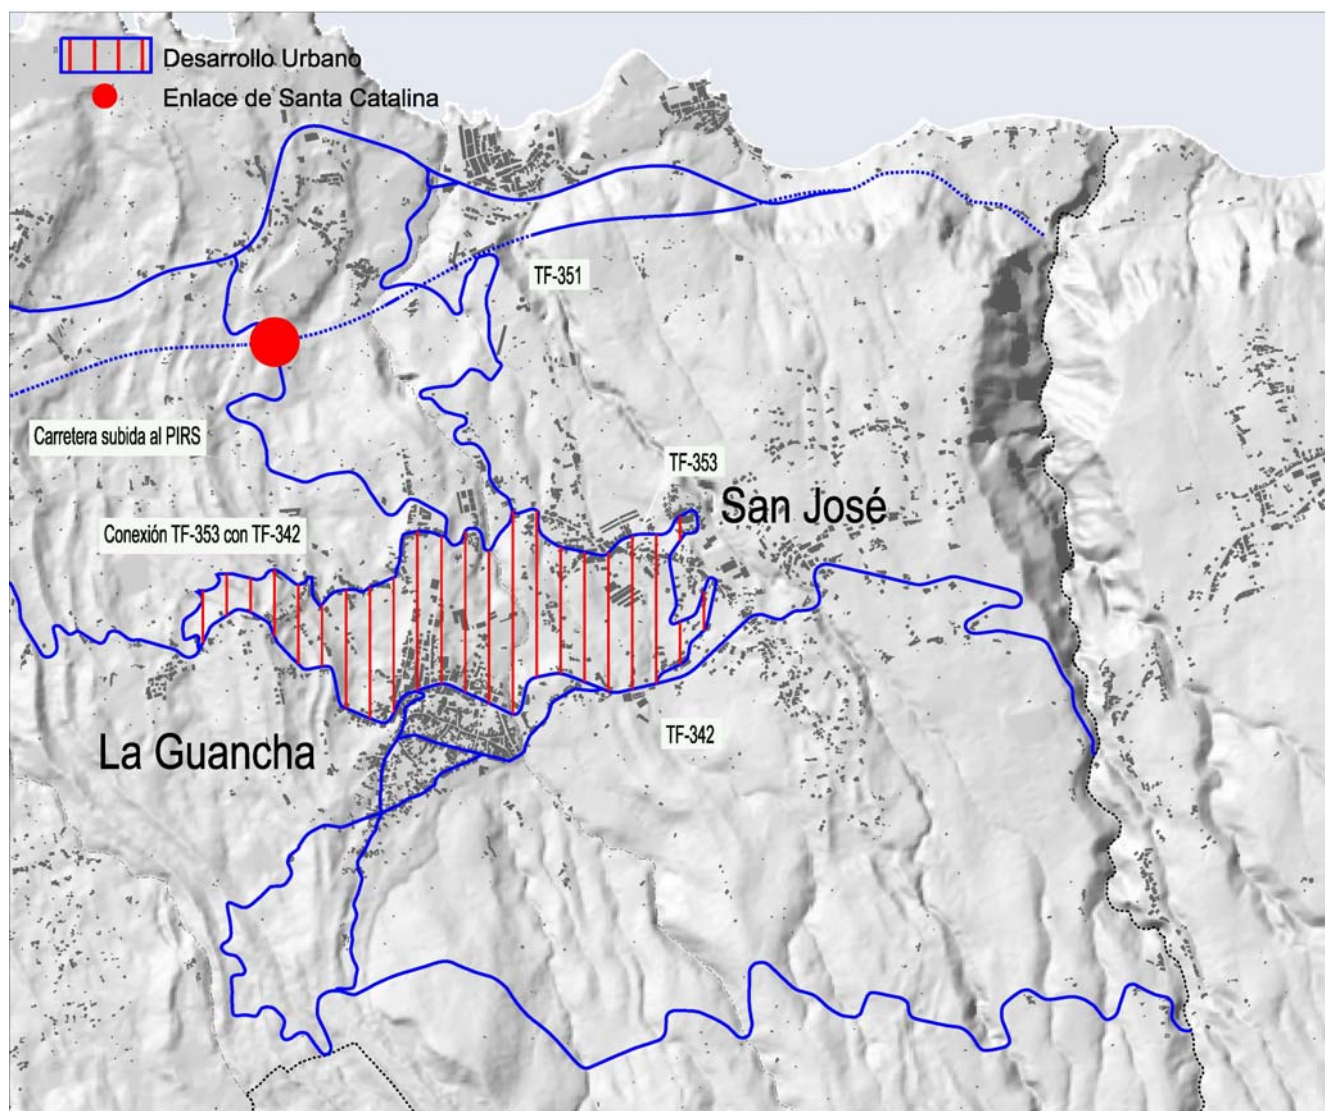 Desarrollo Urbano
Enlace de Santa Catalina
TF-351
Carretera subida al PIRS
TF-353
San José
Conexión TF-353 con TF-342
TF-342
La Guancha